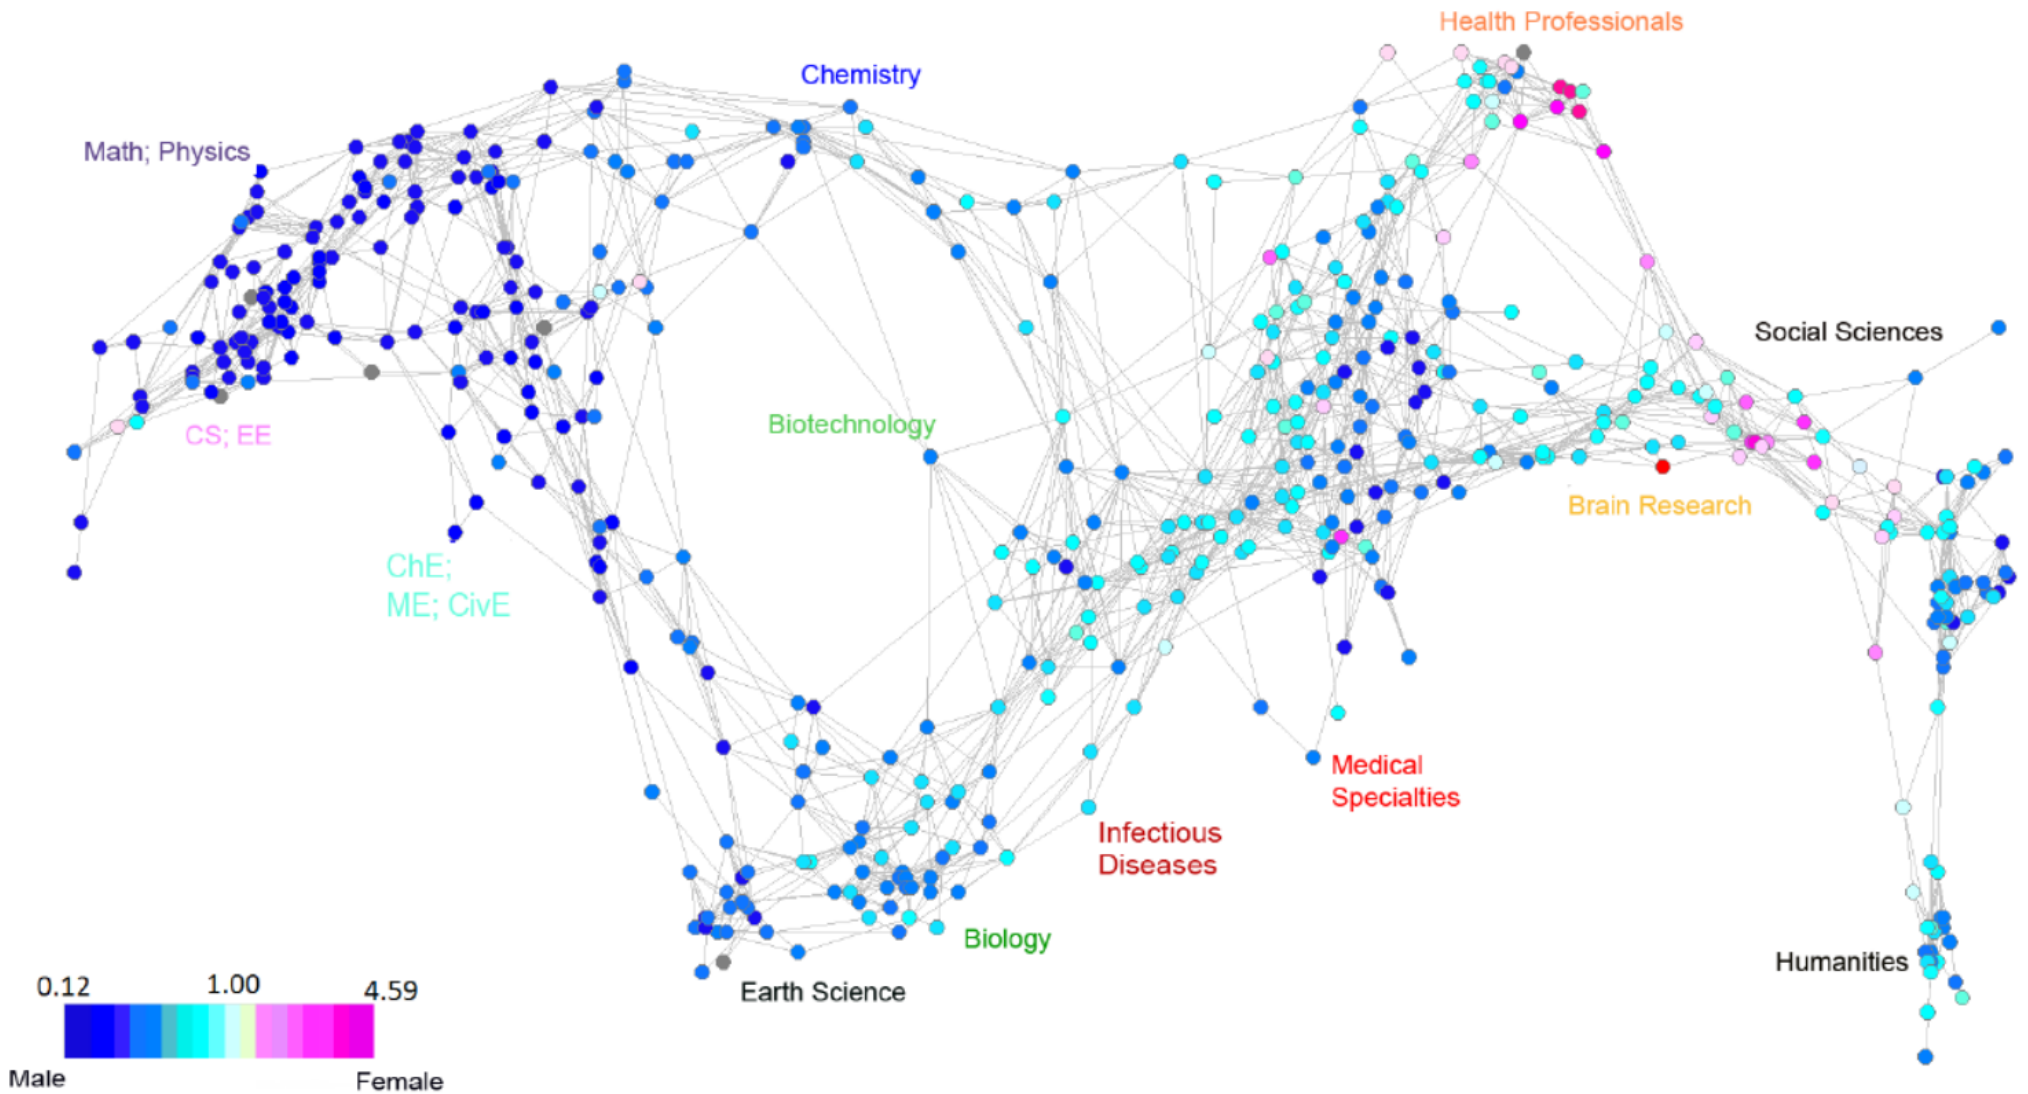 Health Professionals
Chemistry
Math; Physics
Social Sciences
Biotechnology
CS; EE
Brain Research
ChE;
ME; CivE
Medical
Specialties
Infectious
Diseases
Biology
Humanities
Earth Science
0.12 1.00 4.59
Male Female